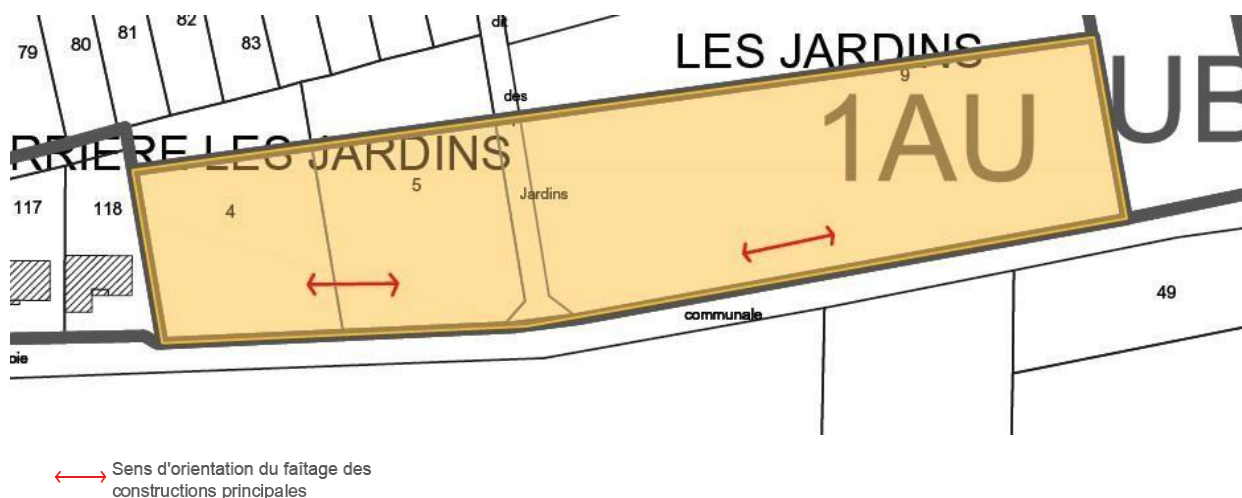 82
79
80
81
83
dit
LES JARDINS
9
des
1AU
UB
RRIERE LES JARDINS
5
4
Jardins
117
118
49
communale
oie
Sens d'orientation du faîtage des
constructions principales